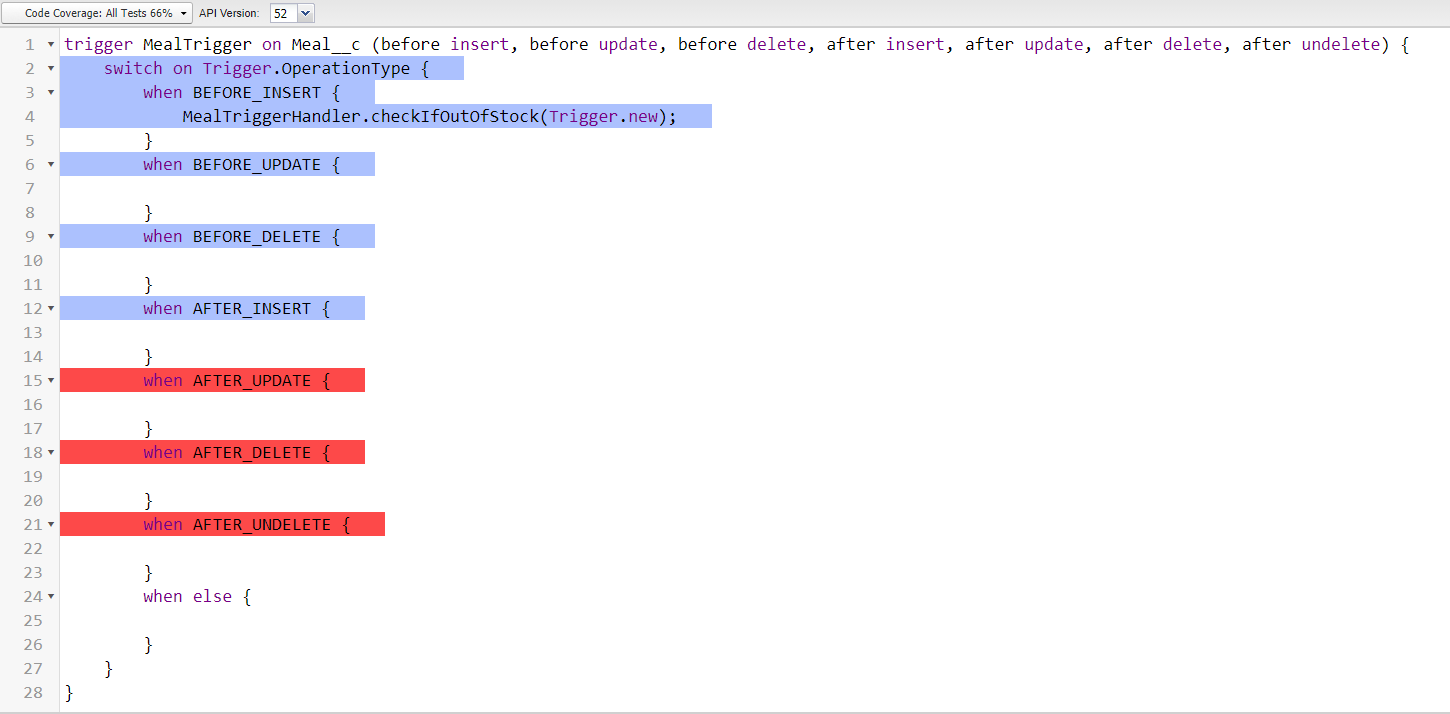 Code Coverage: All Tests 66% API Version: 52
1 trigger MealTrigger on Meal__c (before insert, before update, before delete, after insert, after update, after delete, after undelete) {
2 switch on Trigger.OperationType {
3 when BEFORE_INSERT {
4 MealTriggerHandler.checkIfOutOfStock(Trigger.new);
5 }
6 when BEFORE_UPDATE {
7
8 }
9 when BEFORE_DELETE {
10
11 }
12 when AFTER_INSERT {
13
14 }
15 when AFTER_UPDATE {
16
17 }
18 when AFTER_DELETE {
19
20 }
21 when AFTER_UNDELETE {
22
23 }
24 when else {
25
26 }
27 }
28 }